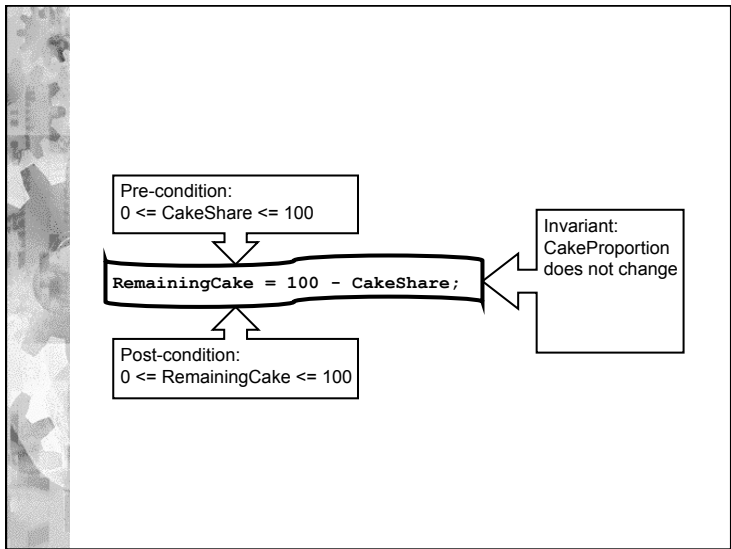 Pre-condition:
0 <= CakeShare <= 100
Invariant:
CakeProportion
does not change
RemainingCake = 100 - CakeShare;
Post-condition:
0 <= RemainingCake <= 100